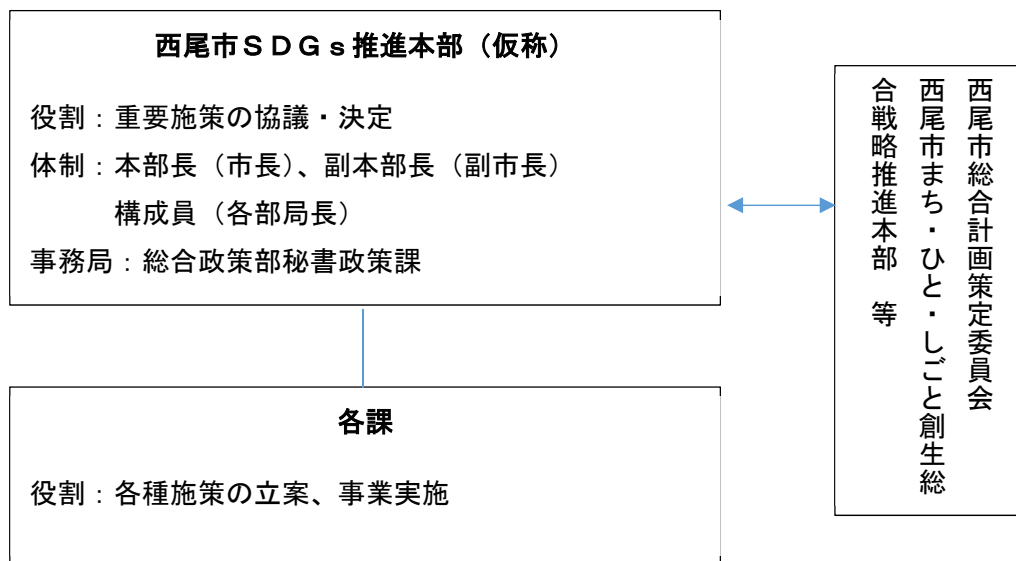 西尾市ＳＤＧｓ推進本部（仮称）
役割：重要施策の協議・決定
体制：本部長（市長）、副本部長（副市長）
構成員（各部局長）
事務局：総合政策部秘書政策課
西尾市総合計画策定委員会
西尾市まち・ひと・しごと創生総
合戦略推進本部　等
各課
役割：各種施策の立案、事業実施